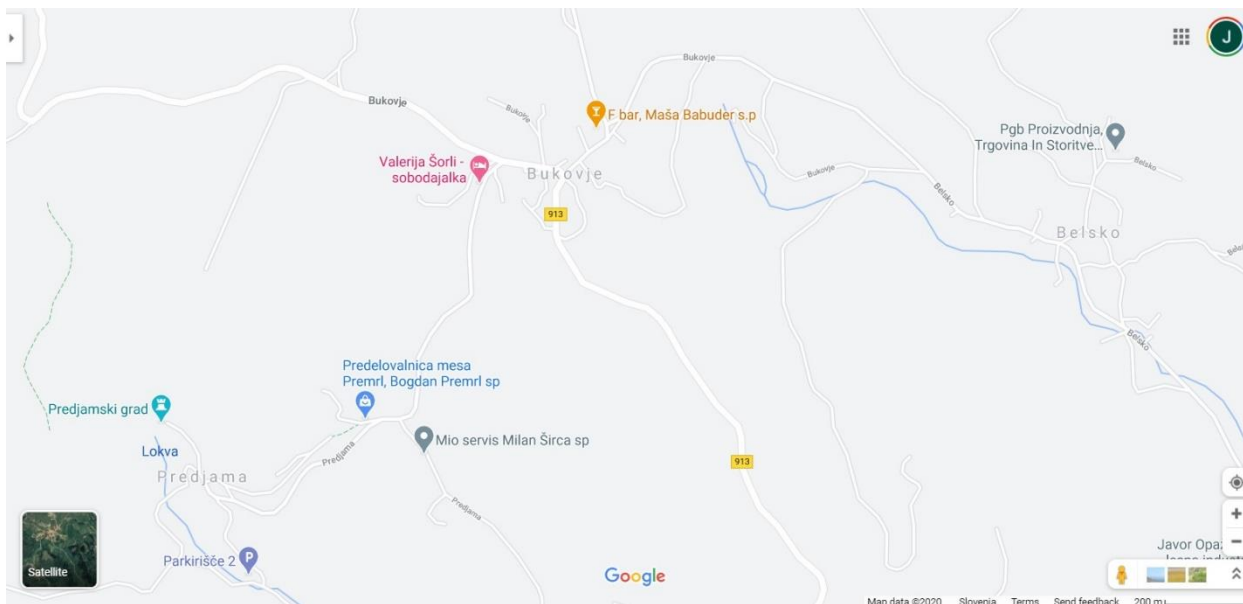 J
Bukovje
F bar, Maša Babuder s.p
Bukovje
Bukovje
Pgb Proizvodnja,
Trgovina In Storitve...
Valerija Šorli -
sobodajalka
Bukovje
Bukovje
Belsko
Belsko
913
Belsko
Belsko
Predelovalnica mesa
Premrl, Bogdan Premrl sp
Predjamski grad
Mio servis Milan Širca sp
Lokva
Predjama
Predjama
913
Predjama
Satellite
Parkirišče 2
P
Google
Javor Opaž
Map data ©2020 Slovenia Terms Send feedback 200 m